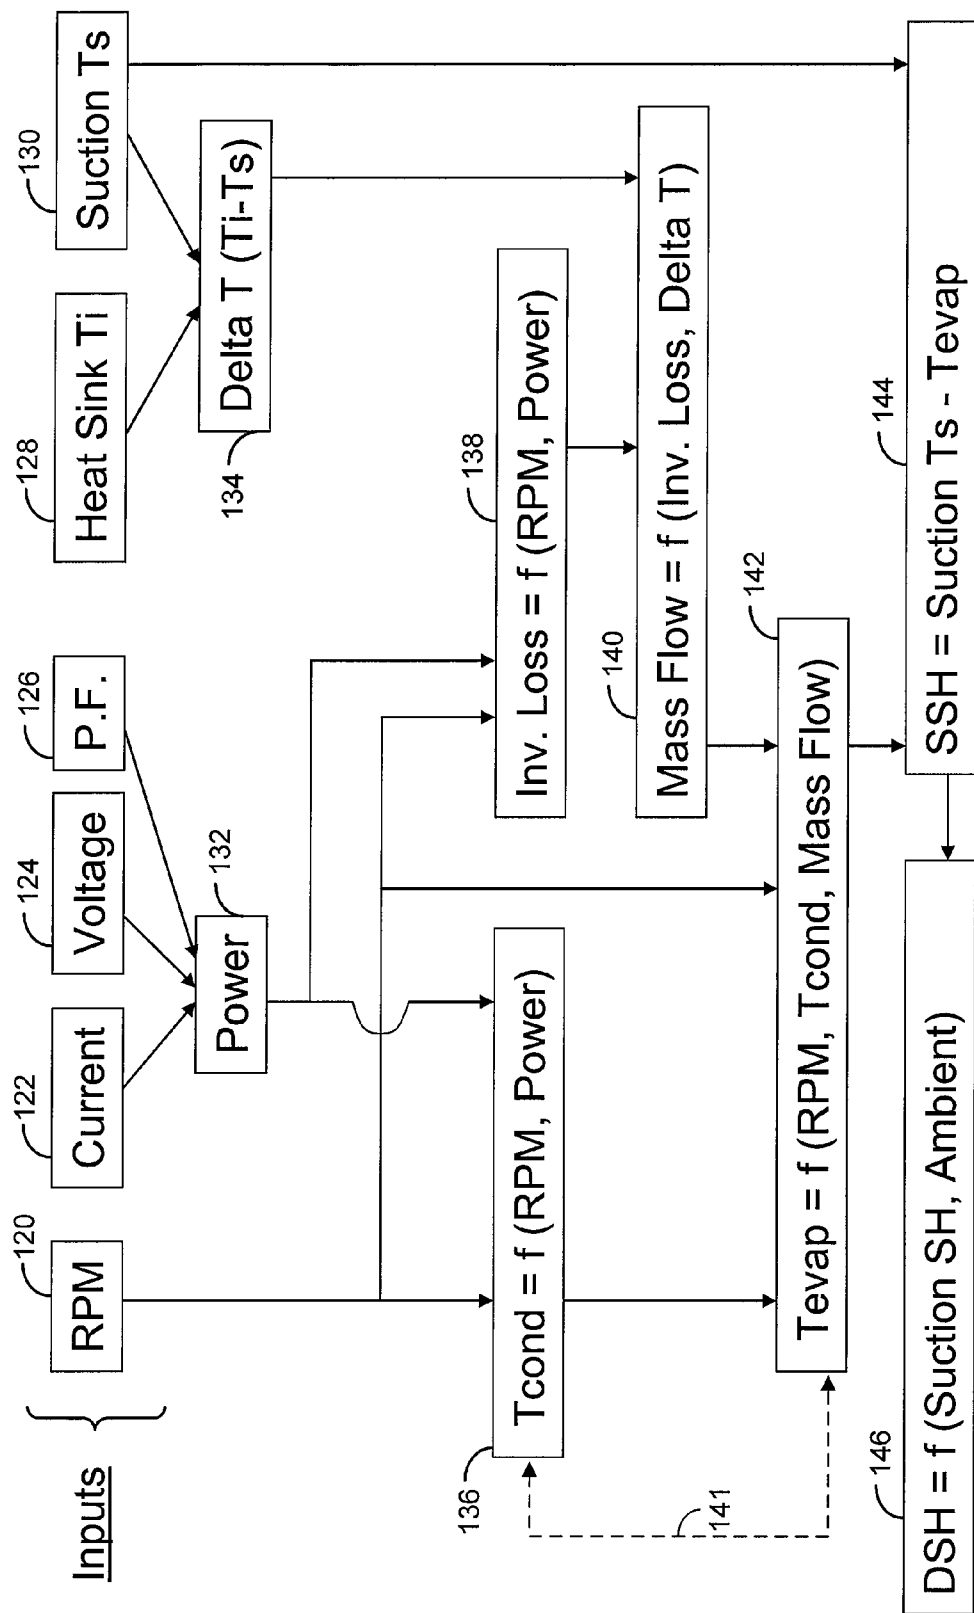 Inputs
120
RPM
122
Current
124
Voltage
126
P.F.
128
Heat Sink Ti
130
Suction Ts
132
Power
134
Delta T (Ti-Ts)
136
Tcond = f (RPM, Power)
138
Inv. Loss = f (RPM, Power)
140
Mass Flow = f (Inv. Loss, Delta T)
141
142
Tevap = f (RPM, Tcond, Mass Flow)
144
SSH = Suction Ts - Tevap
146
DSH = f (Suction SH, Ambient)